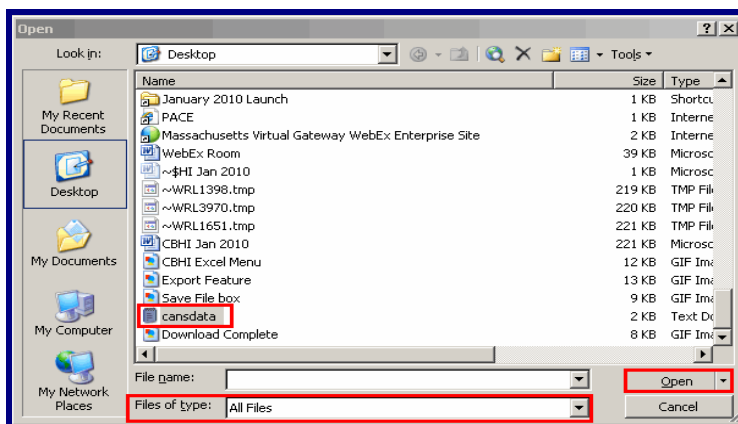 Open
Look in: Desktop Tools
Name Size Type
January 2010 Launch 1 KB Shortcu
PACE 1 KB Interne
Massachusetts Virtual Gateway WebEx Enterprise Site 2 KB Interne
WebEx Room 39 KB Microsc
~$HI Jan 2010 1 KB Microsc
~WRL1398.tmp 219 KB TMP File
~WRL3970.tmp 220 KB TMP File
~WRL1651.tmp 221 KB TMP File
CBHI Jan 2010 221 KB Microsc
CBHI Excel Menu 12 KB GIF Ima
Export Feature 13 KB GIF Ima
Save File box 9 KB GIF Ima
cansdata 2 KB Text Do
Download Complete 8 KB GIF Ima
My Recent
Documents
Desktop
My Documents
My Computer
My Network
Places
File name: Open
Files of type: All Files Cancel